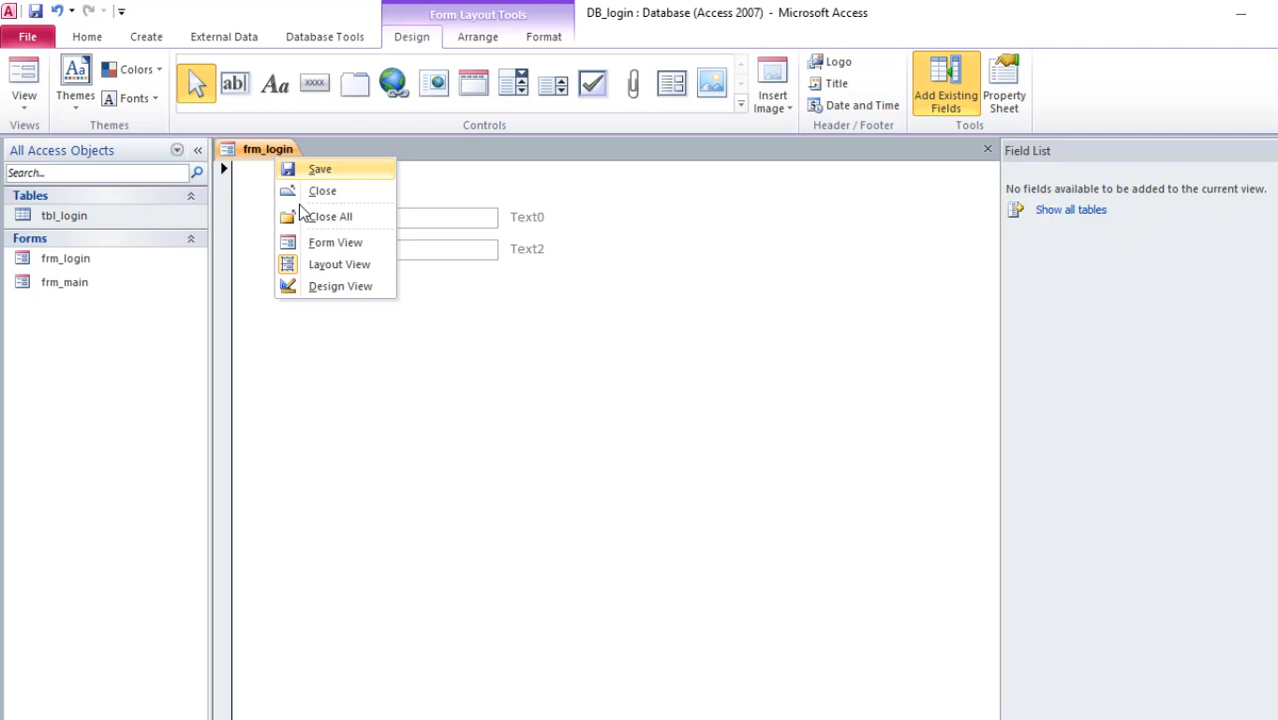 Form Layout Tools
DB_login : Database (Access 2007) - Microsoft Access
File Home Create External Data Database Tools Design Arrange Format
View
Views
Themes
Colors
Fonts
Themes
ab|
Aa
xxxx
Controls
Insert Image
Logo
Title
Date and Time
Header / Footer
Add Existing Fields
Property Sheet
Tools
All Access Objects
Search...
Tables
tbl_login
Forms
frm_login
frm_main
frm_login
Save
Close
Close All
Form View
Layout View
Design View
Text0
Text2
Field List
No fields available to be added to the current view.
Show all tables